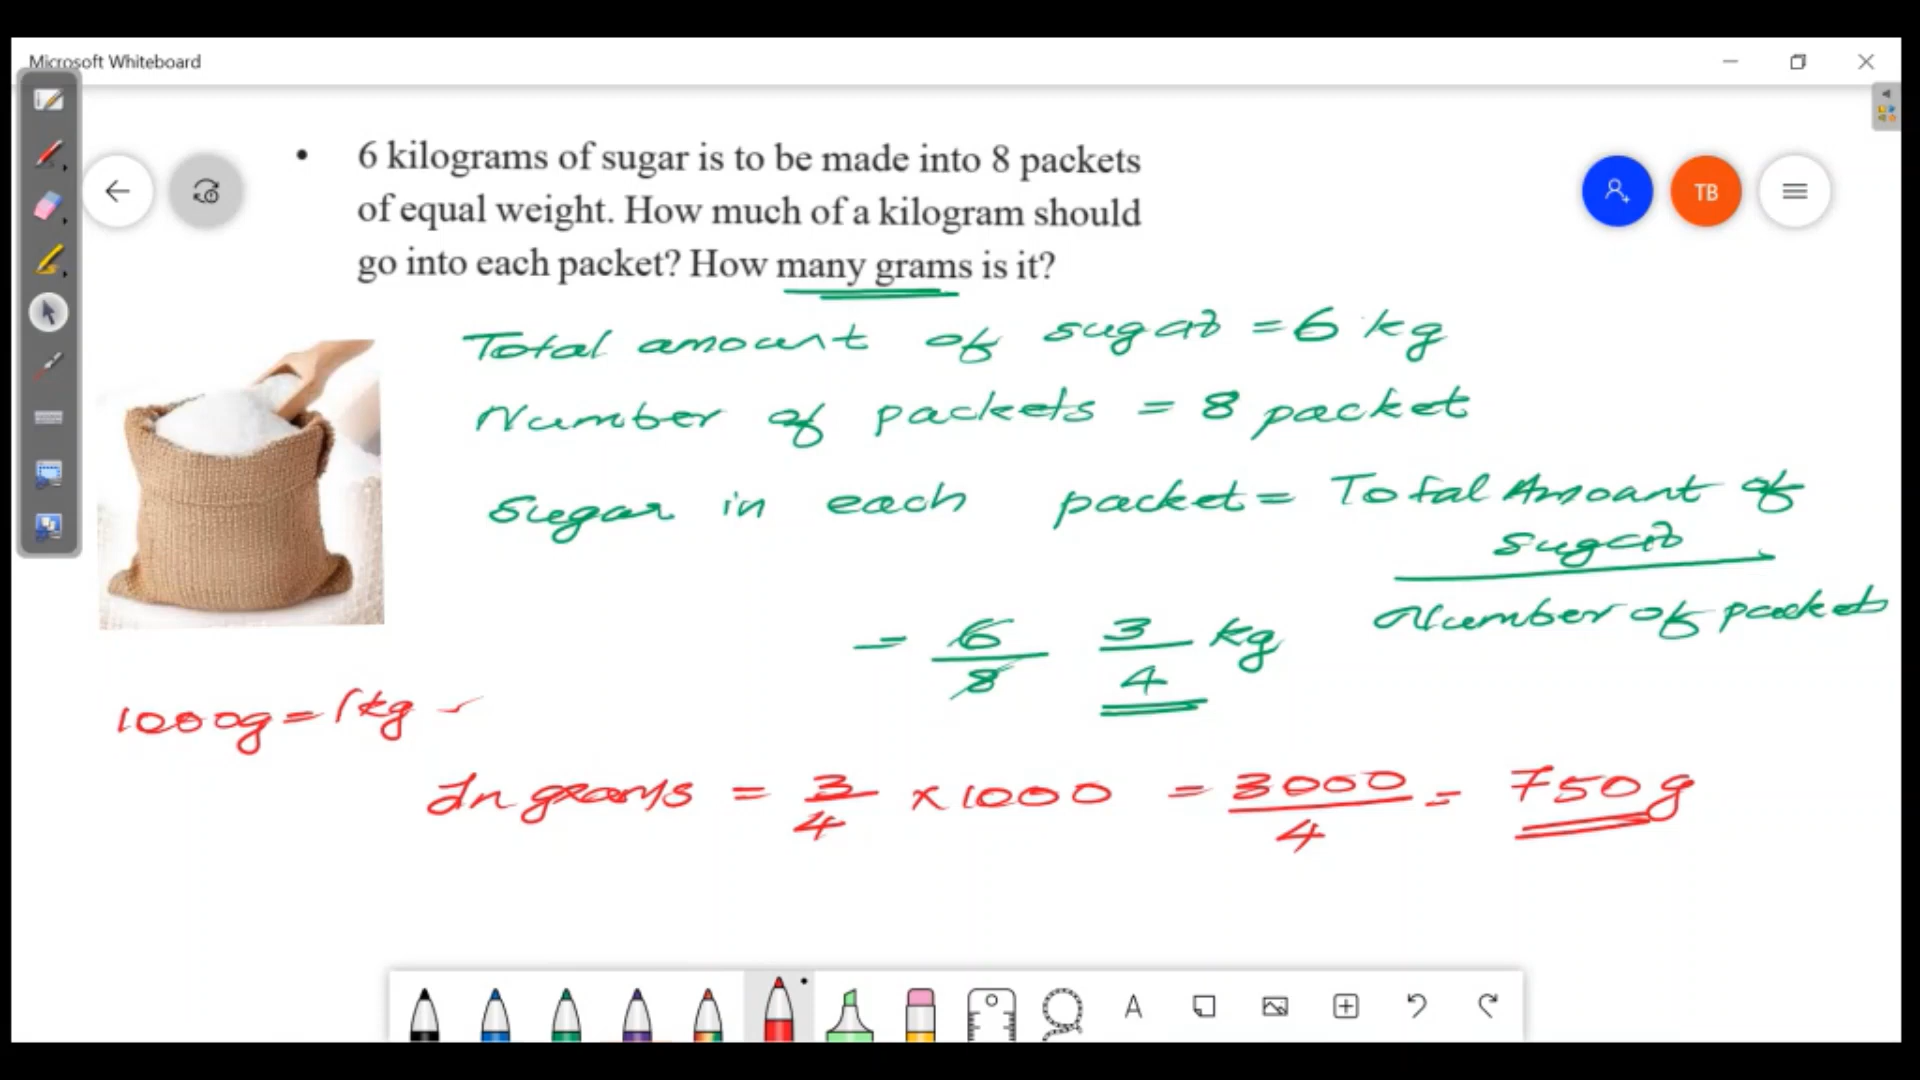 Microsoft Whiteboard
• 6 kilograms of sugar is to be made into 8 packets
of equal weight. How much of a kilogram should
go into each packet? How many grams is it?
TB
Total amount of sugar = 6 kg
Number of packets = 8 packet
Sugar in each packet = Total Amount of
sugar
Number of packets
= 6/8 3/4 kg
1000g = 1kg
In grams = 3/4 × 1000 = 3000/4 = 750g
A